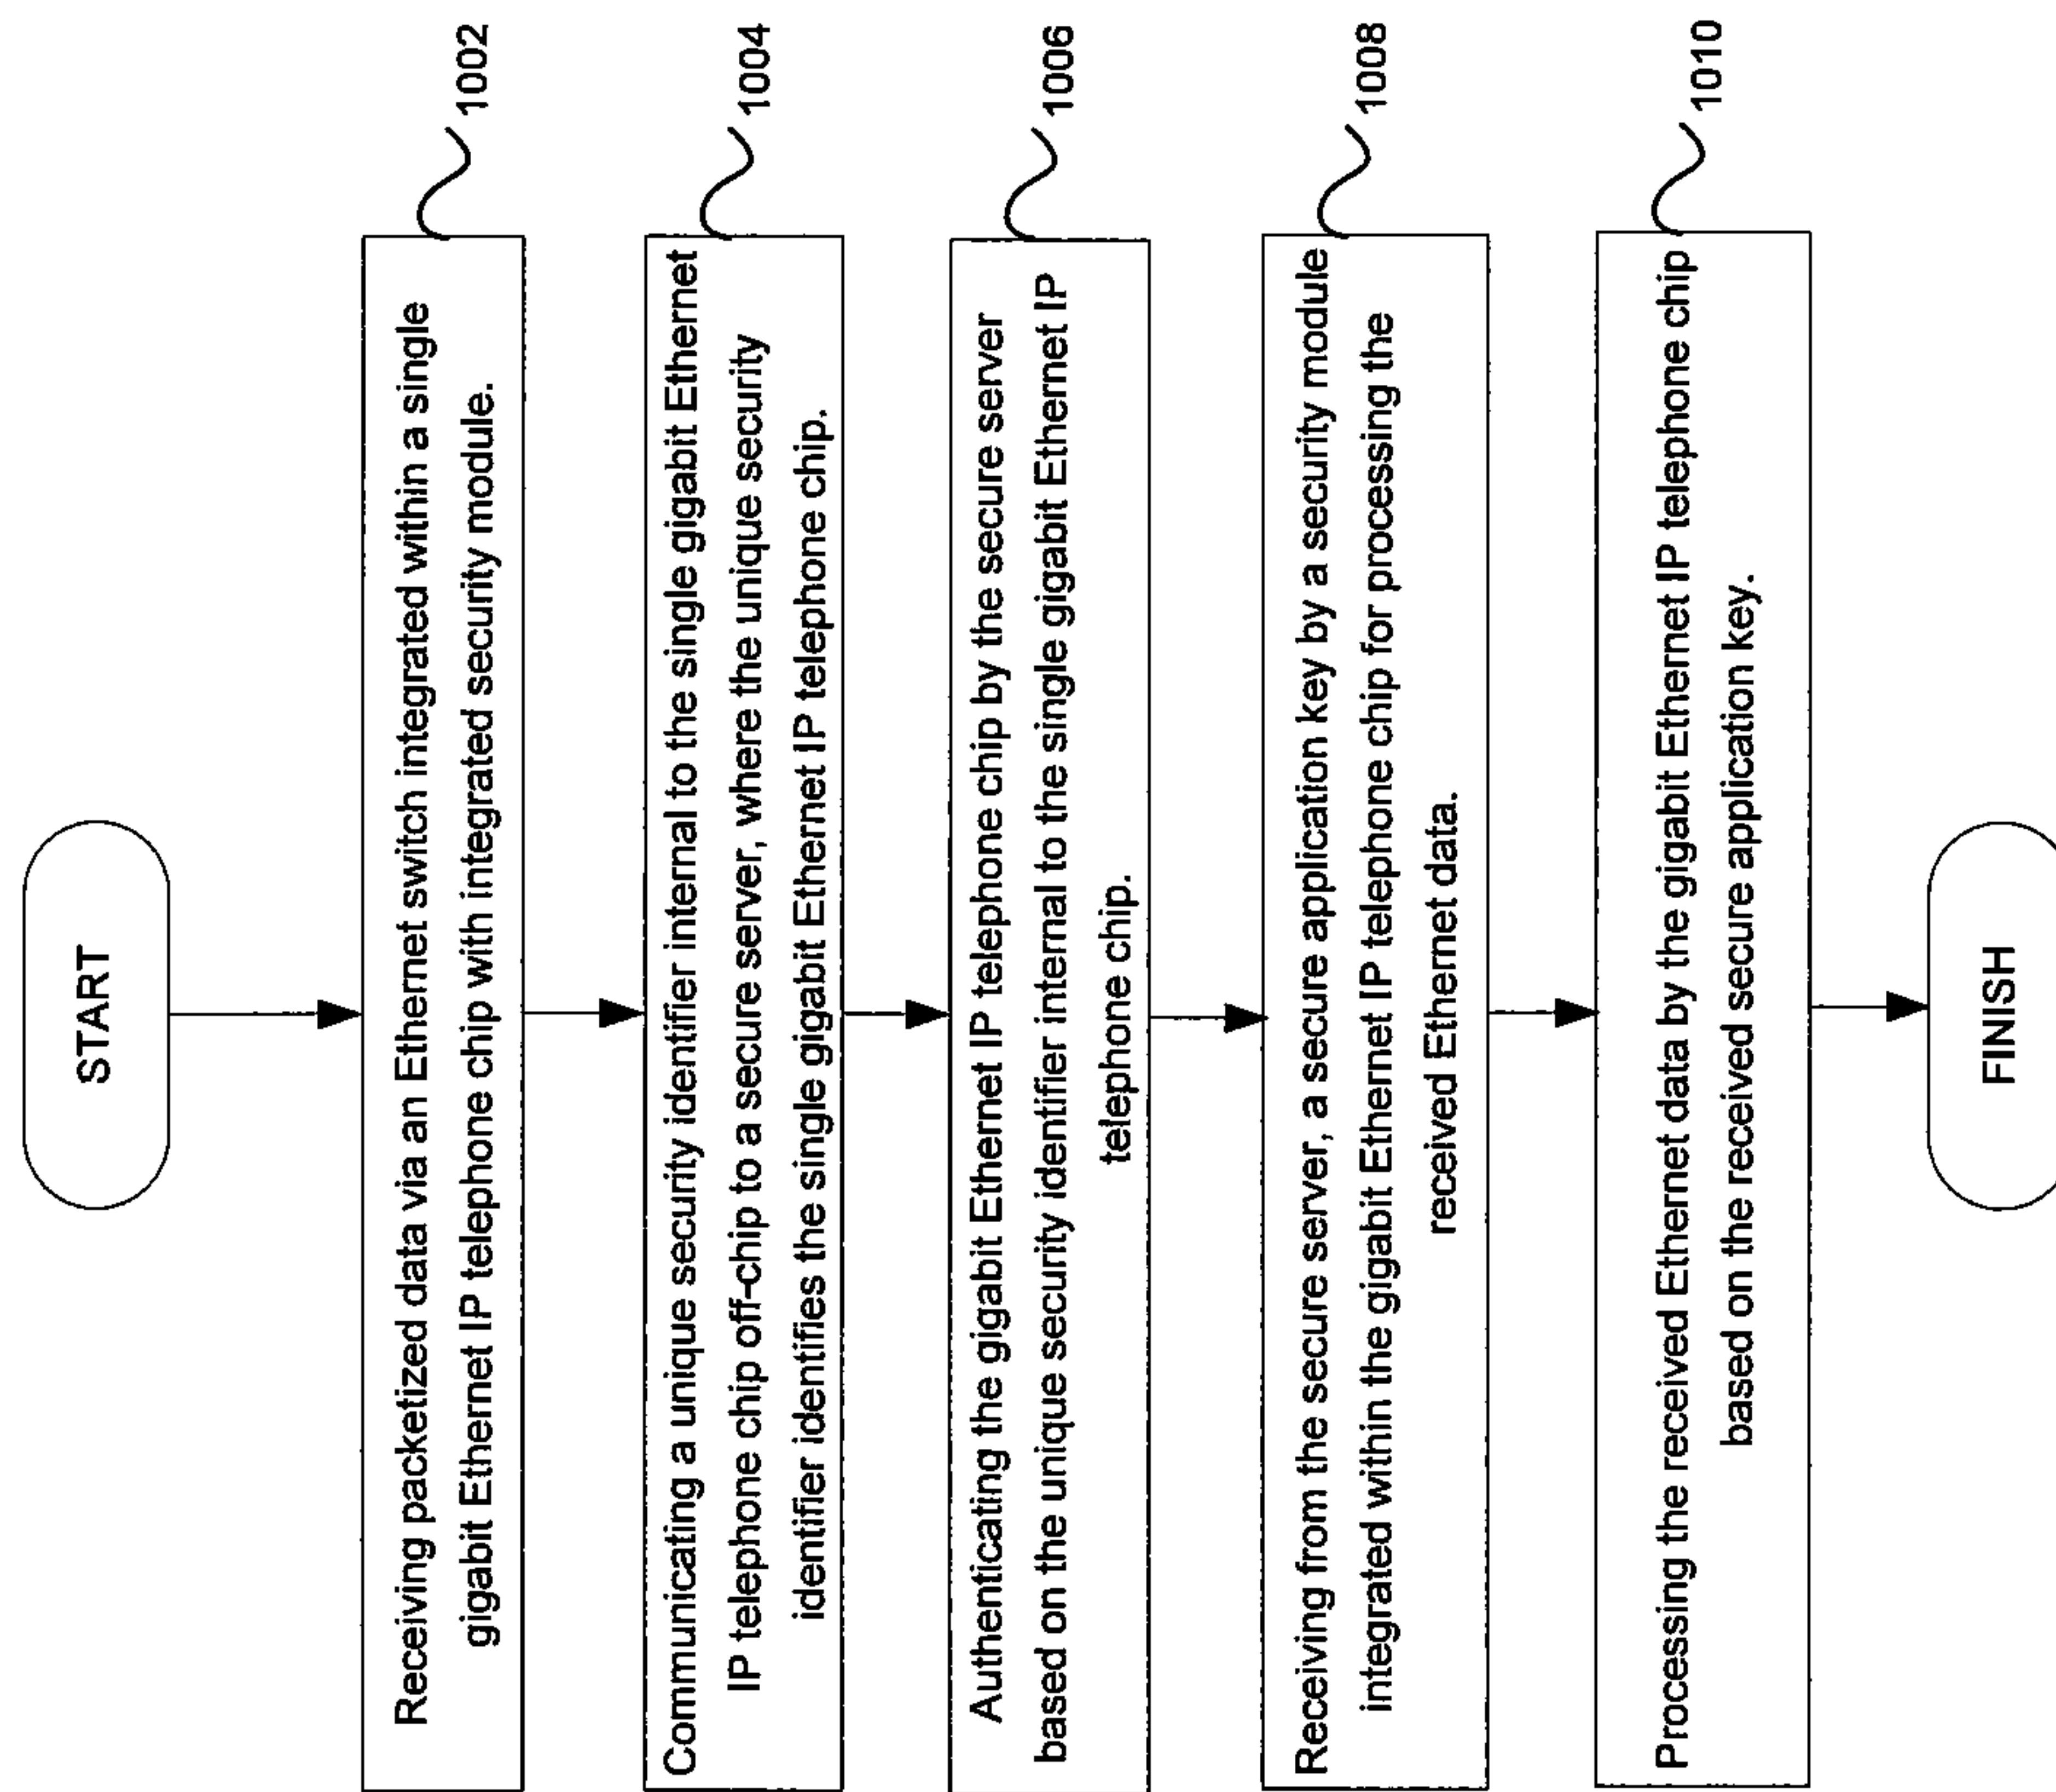 START
Receiving packetized data via an Ethernet switch integrated within a single
gigabit Ethernet IP telephone chip with integrated security module.
1002
Communicating a unique security identifier internal to the single gigabit Ethernet
IP telephone chip off-chip to a secure server, where the unique security
identifier identifies the single gigabit Ethernet IP telephone chip.
1004
Authenticating the gigabit Ethernet IP telephone chip by the secure server
based on the unique security identifier internal to the single gigabit Ethernet IP
telephone chip.
1006
Receiving from the secure server, a secure application key by a security module
integrated within the gigabit Ethernet IP telephone chip for processing the
received Ethernet data.
1008
Processing the received Ethernet data by the gigabit Ethernet IP telephone chip
based on the received secure application key.
1010
FINISH